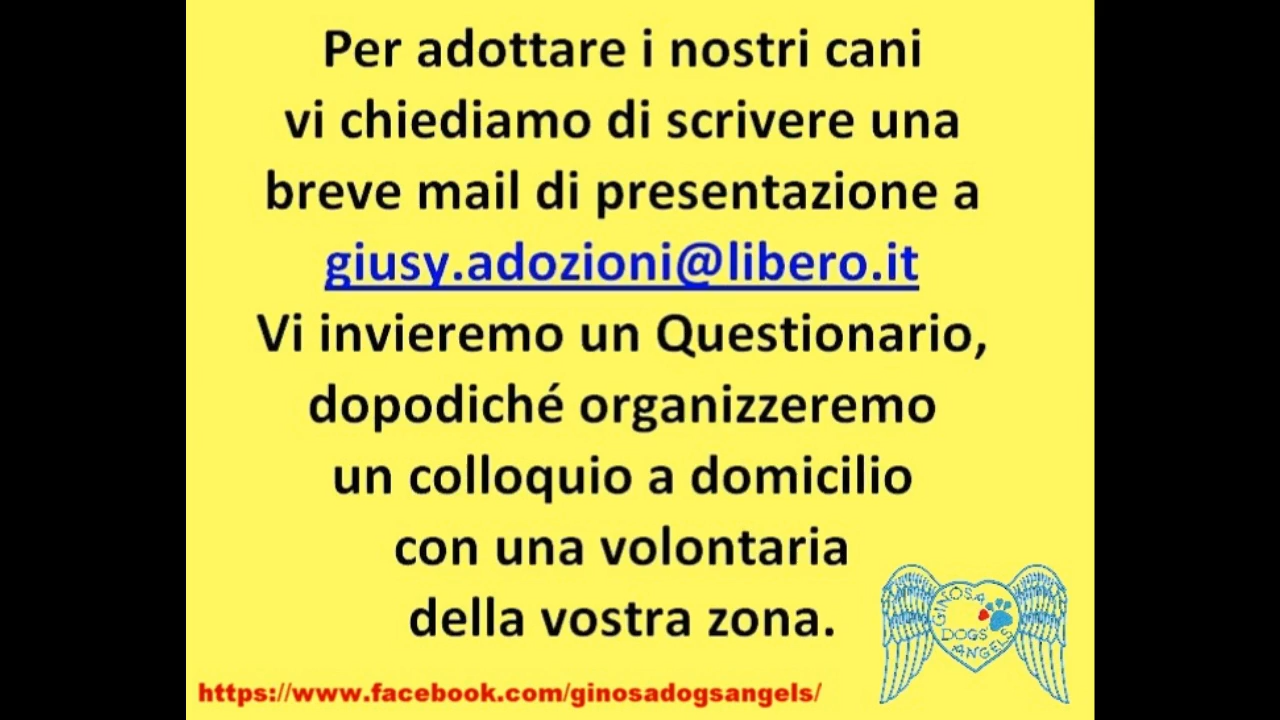 Per adottare i nostri cani
vi chiediamo di scrivere una
breve mail di presentazione a
giusy.adozioni@libero.it
Vi invieremo un Questionario,
dopodiché organizzeremo
un colloquio a domicilio
con una volontaria
della vostra zona.
GINOSA
DOGS
ANGELS
https://www.facebook.com/ginosadogsangels/